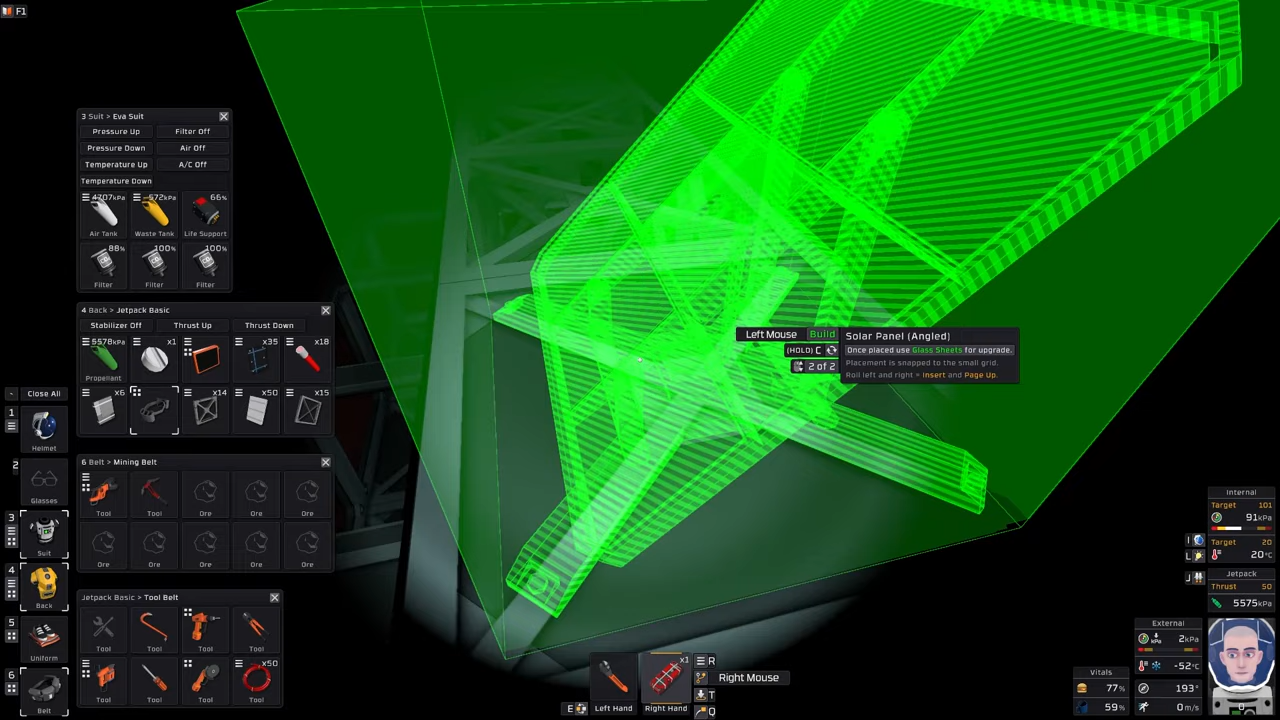 F1
3 Suit > Eva Suit
Pressure Up
Filter Off
Pressure Down
Air Off
Temperature Up
A/C Off
Temperature Down
4707kPa
572kPa
66%
Air Tank
Waste Tank
Life Support
88%
100%
100%
Filter
Filter
Filter
4 Back > Jetpack Basic
Stabilizer Off
Thrust Up
Thrust Down
5578kPa
x1
x35
x18
Propellant
x6
x14
x50
x15
6 Belt > Mining Belt
Tool
Tool
Ore
Ore
Ore
Ore
Ore
Ore
Ore
Ore
Jetpack Basic > Tool Belt
Tool
Tool
Tool
Tool
x50
Tool
Tool
Tool
Tool
Close All
1
Helmet
2
Glasses
3
Suit
4
Back
5
Uniform
6
Belt
Left Mouse
Build
(HOLD) C
2 of 2
Solar Panel (Angled)
Once placed use Glass Sheets for upgrade.
Placement is snapped to the small grid.
Roll left and right = Insert and Page Up.
E
Left Hand
x1
Right Hand
R
Right Mouse
T
Q
Internal
Target 101
91kPa
Target 20
20°C
I
L
J
Jetpack
Thrust 50
5575kPa
External
2kPa
-52°C
193°
0m/s
Vitals
77%
59%
0